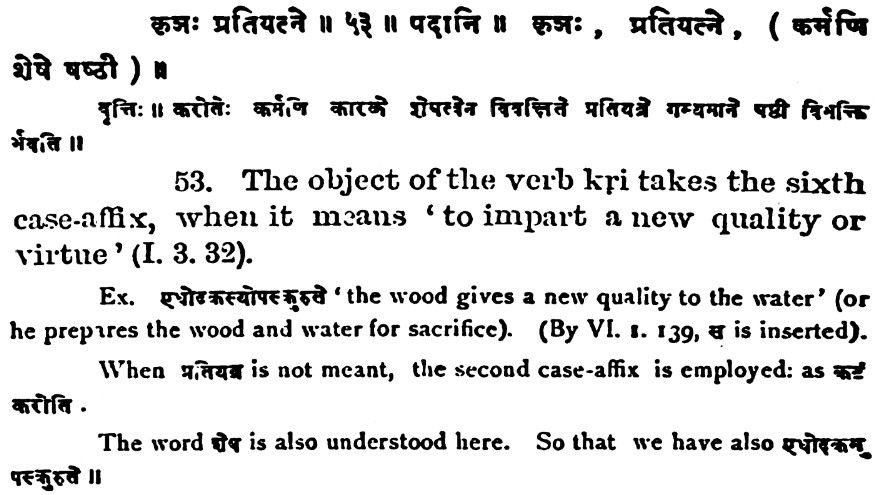 कृञः प्रतियत्ने ॥ ५३ ॥ पदानि ॥ कृञः , प्रतियत्ने , ( कर्मणि
शेषे षष्ठी ) ॥
वृत्तिः ॥ करोतेः कर्मणि कारके शेषत्वेन विवक्षिते प्रतियत्ने गम्यमाने षष्ठी विभक्ति
र्भवति ॥
53. The object of the verb kṛi takes the sixth
case-affix, when it means ‘to impart a new quality or
virtue’ (I. 3. 32).
Ex. एधोदकस्योपस्कुरुते ‘the wood gives a new quality to the water’ (or
he prepares the wood and water for sacrifice). (By VI. 1. 139, स is inserted).
When प्रतियत्न is not meant, the second case-affix is employed: as कटं
करोति .
The word शेष is also understood here. So that we have also एधोदकमु
पस्कुरुते ॥